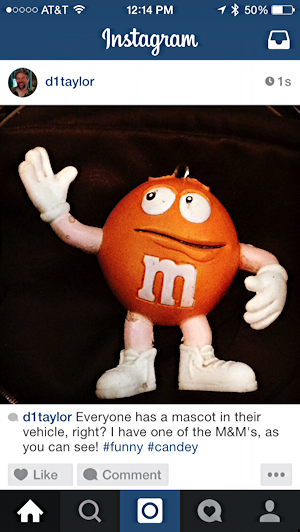 AT&T 12:14 PM 50%
Instagram
d1taylor 1s
m
d1taylor Everyone has a mascot in their
vehicle, right? I have one of the M&M's, as
you can see! #funny #candey
Like Comment